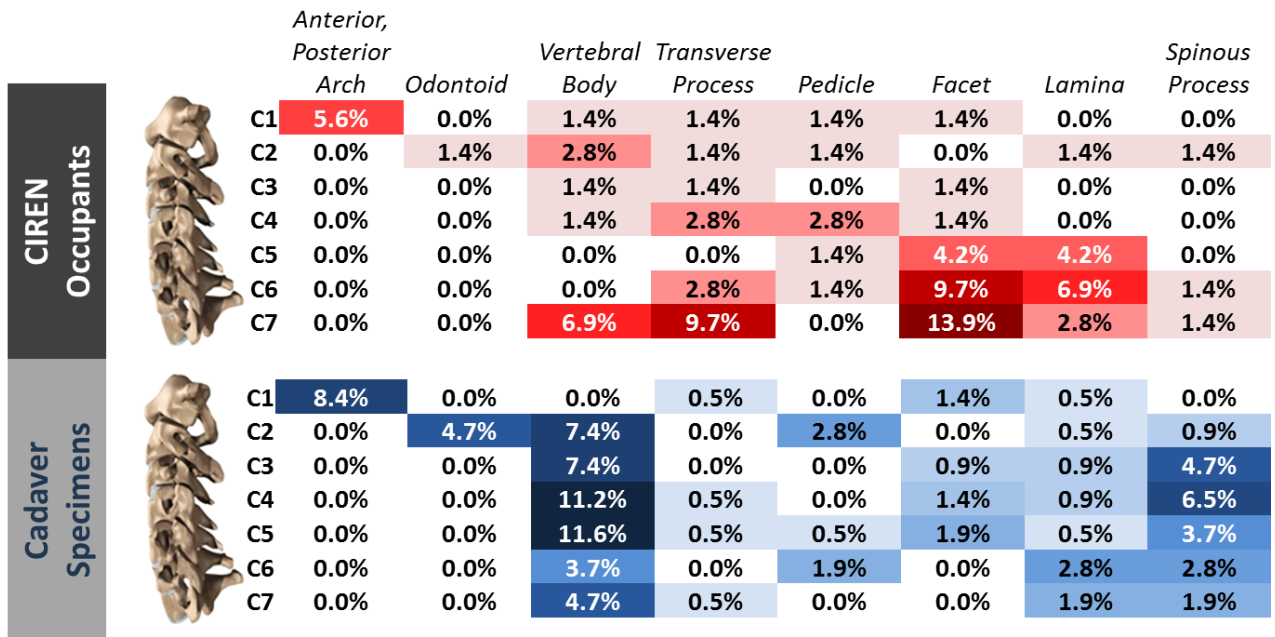 Anterior,
Posterior Vertebral Transverse Spinous
Arch Odontoid Body Process Pedicle Facet Lamina Process
CIREN
Occupants
C1 5.6% 0.0% 1.4% 1.4% 1.4% 1.4% 0.0% 0.0%
C2 0.0% 1.4% 2.8% 1.4% 1.4% 0.0% 1.4% 1.4%
C3 0.0% 0.0% 1.4% 1.4% 0.0% 1.4% 0.0% 0.0%
C4 0.0% 0.0% 1.4% 2.8% 2.8% 1.4% 0.0% 0.0%
C5 0.0% 0.0% 0.0% 0.0% 1.4% 4.2% 4.2% 0.0%
C6 0.0% 0.0% 0.0% 2.8% 1.4% 9.7% 6.9% 1.4%
C7 0.0% 0.0% 6.9% 9.7% 0.0% 13.9% 2.8% 1.4%
Cadaver
Specimens
C1 8.4% 0.0% 0.0% 0.5% 0.0% 1.4% 0.5% 0.0%
C2 0.0% 4.7% 7.4% 0.0% 2.8% 0.0% 0.5% 0.9%
C3 0.0% 0.0% 7.4% 0.0% 0.0% 0.9% 0.9% 4.7%
C4 0.0% 0.0% 11.2% 0.5% 0.0% 1.4% 0.9% 6.5%
C5 0.0% 0.0% 11.6% 0.5% 0.5% 1.9% 0.5% 3.7%
C6 0.0% 0.0% 3.7% 0.0% 1.9% 0.0% 2.8% 2.8%
C7 0.0% 0.0% 4.7% 0.5% 0.0% 0.0% 1.9% 1.9%